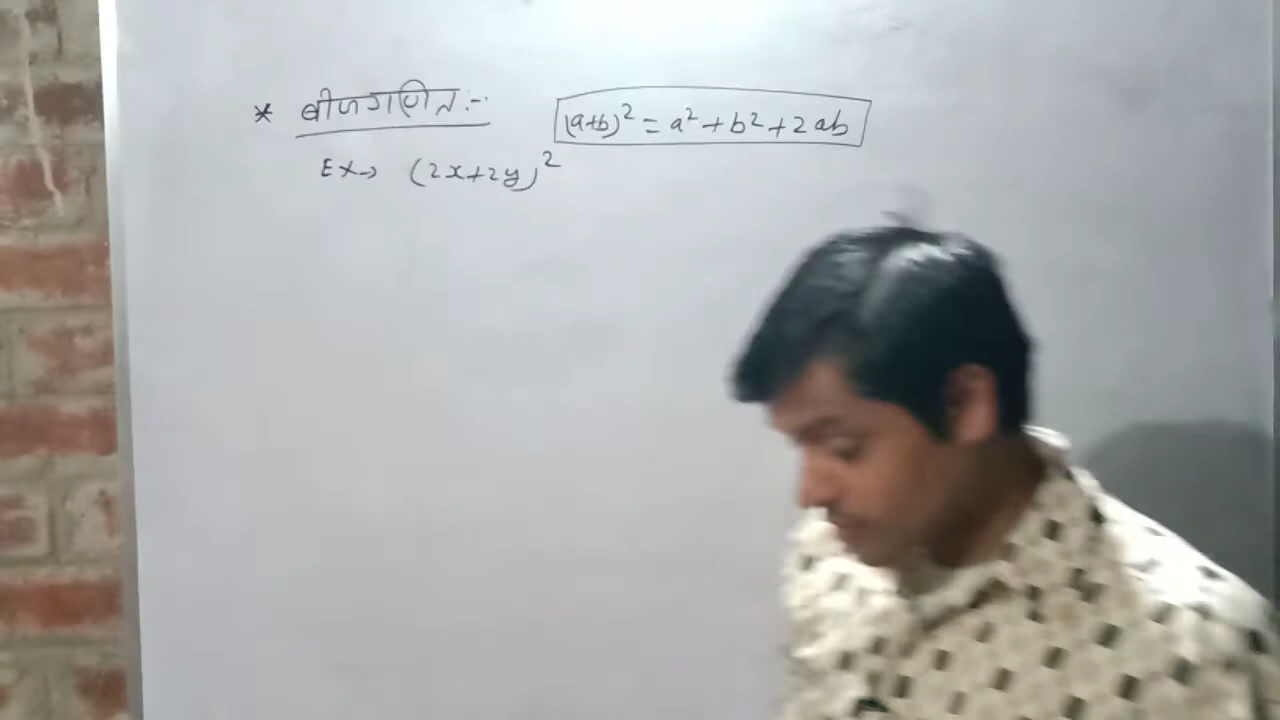 * बीजगणित :-
(a+b)² = a² + b² + 2ab
Ex→ (2x+2y)²